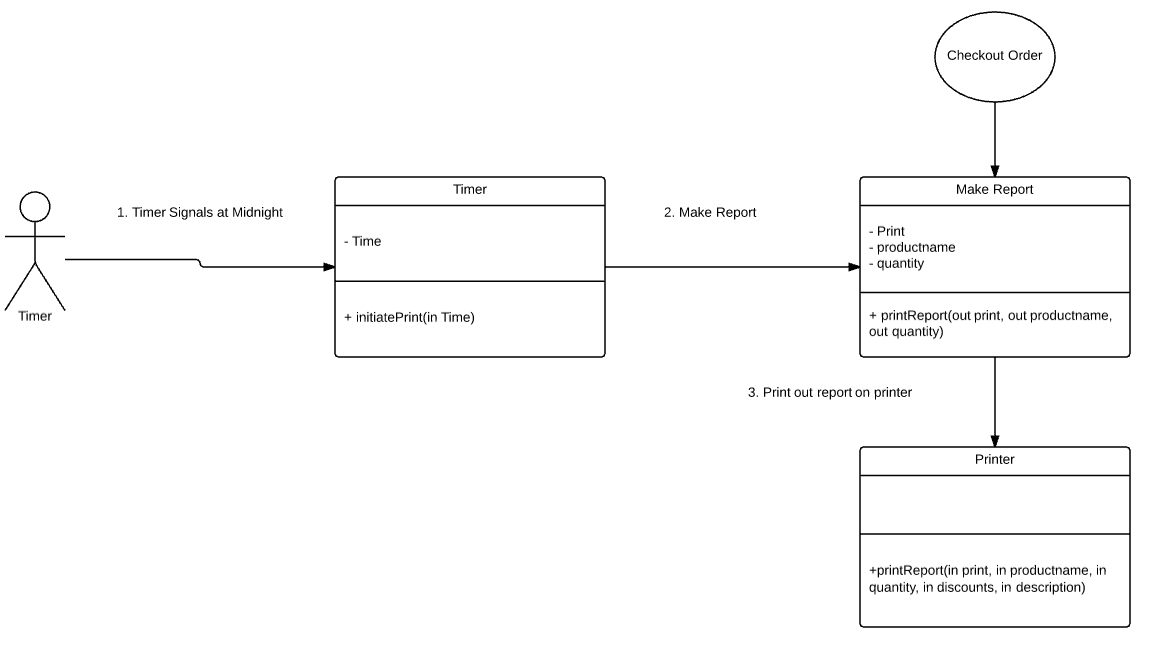 Checkout Order
Timer
1. Timer Signals at Midnight
Timer
- Time
+ initiatePrint(in Time)
2. Make Report
Make Report
- Print
- productname
- quantity
+ printReport(out print, out productname,
out quantity)
3. Print out report on printer
Printer
+printReport(in print, in productname, in
quantity, in discounts, in description)